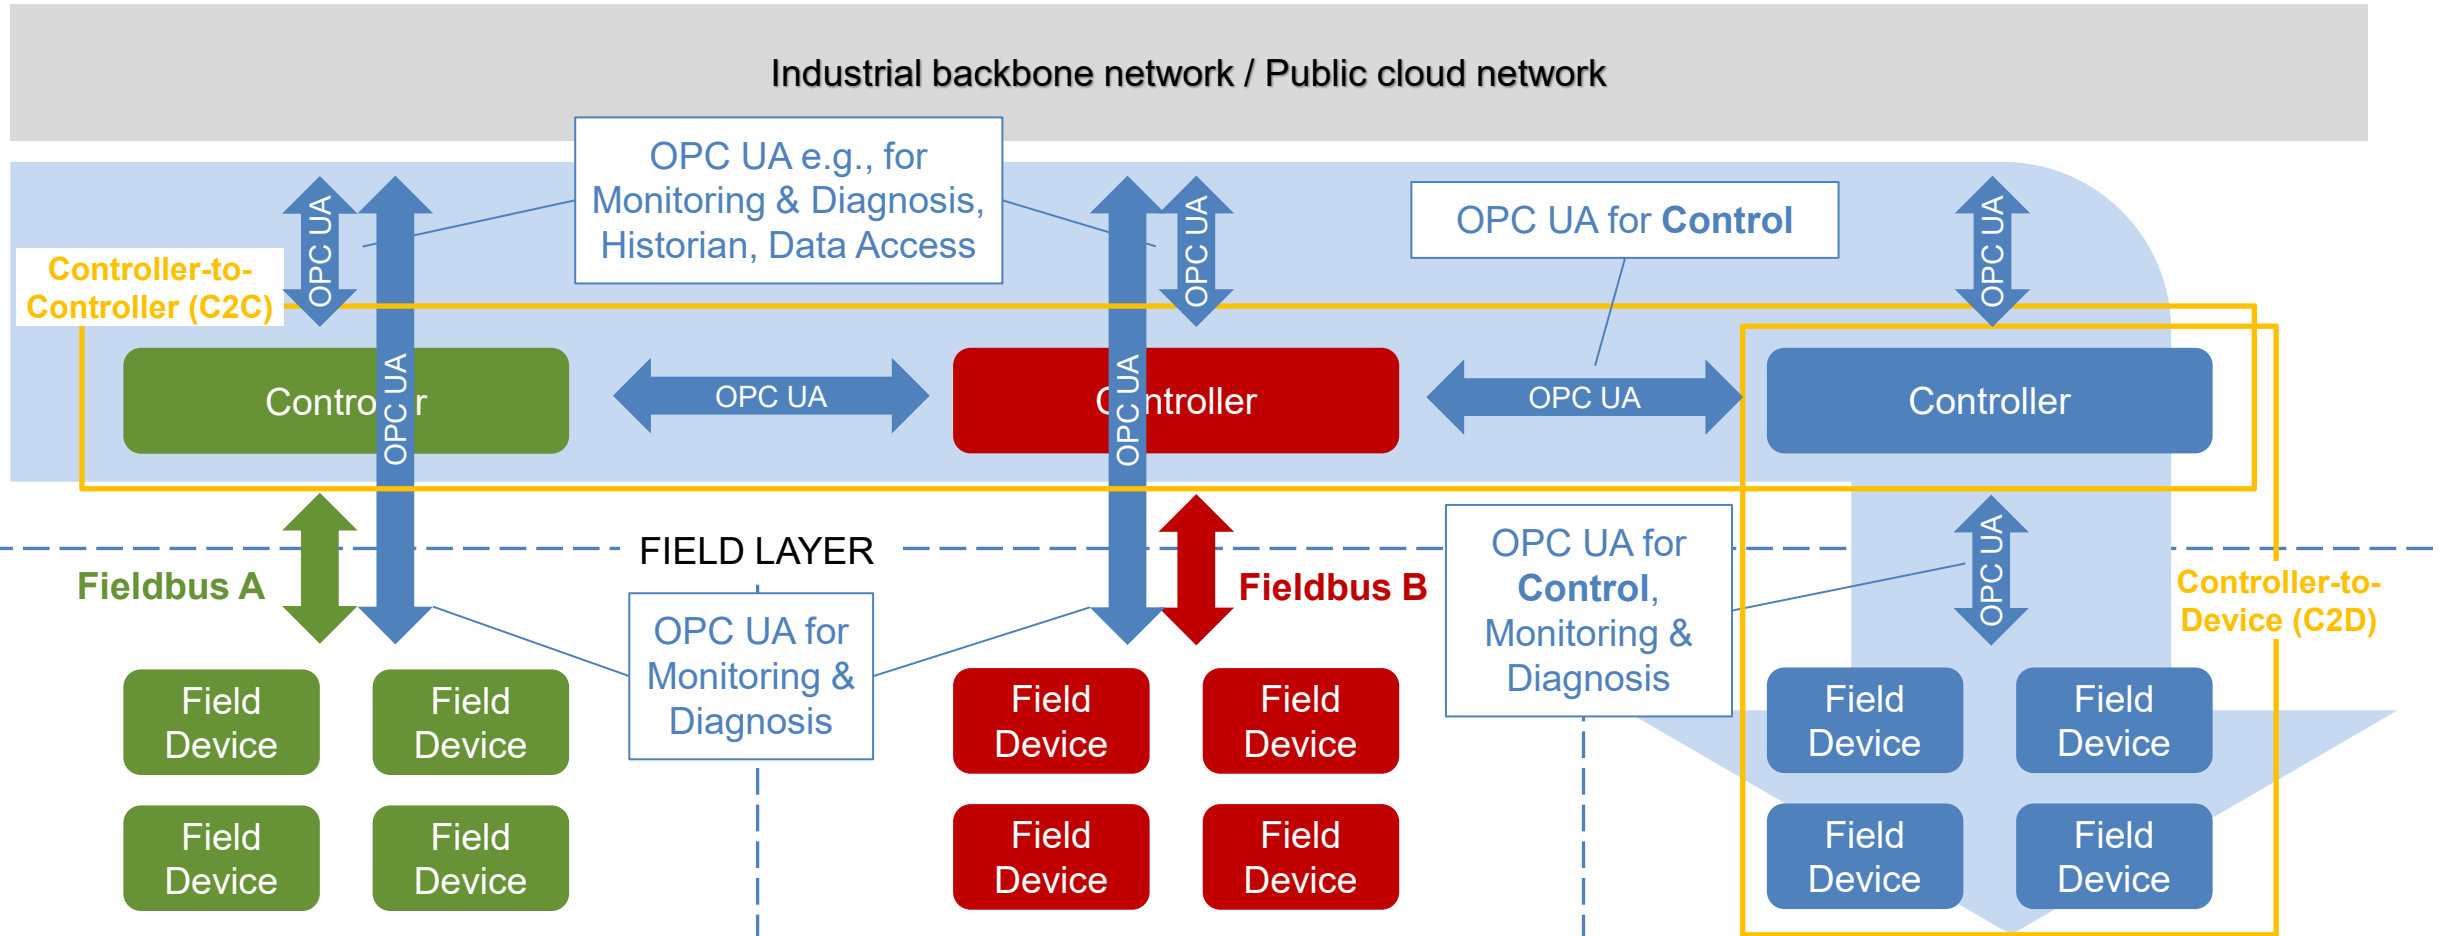 Industrial backbone network / Public cloud network
OPC UA e.g., for
Monitoring & Diagnosis,
Historian, Data Access
OPC UA for Control
OPC UA
OPC UA
OPC UA
OPC UA
OPC UA
Controller-to-
Controller (C2C)
Controller
OPC UA
Controller
OPC UA
Controller
FIELD LAYER
Fieldbus A
Fieldbus B
OPC UA for
Monitoring &
Diagnosis
OPC UA for
Control,
Monitoring &
Diagnosis
OPC UA
Controller-to-
Device (C2D)
Field
Device
Field
Device
Field
Device
Field
Device
Field
Device
Field
Device
Field
Device
Field
Device
Field
Device
Field
Device
Field
Device
Field
Device